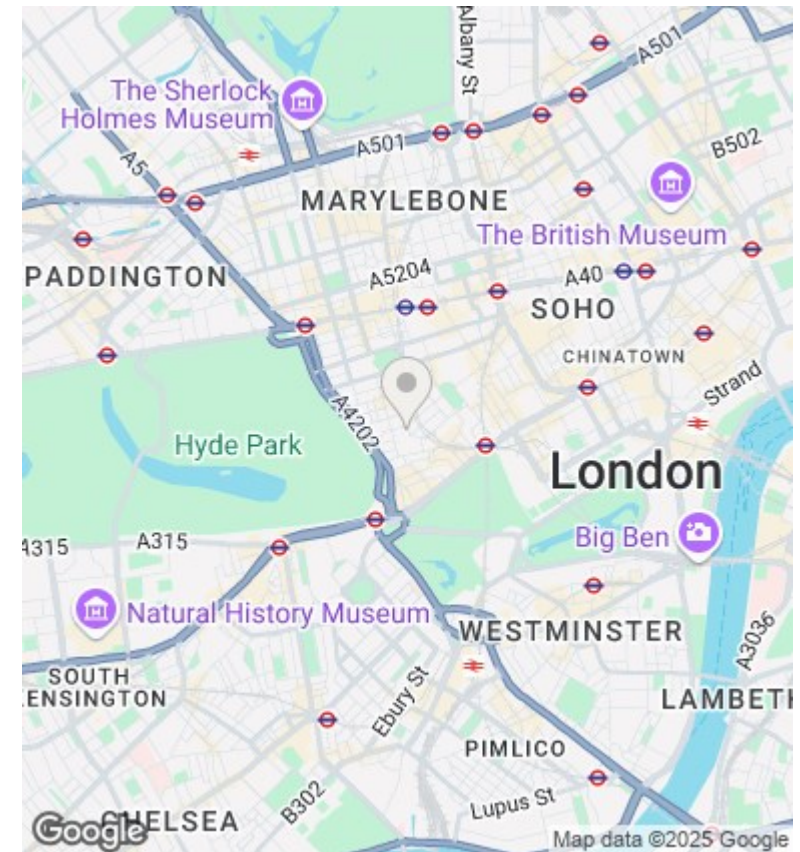 Albany St
A501
The Sherlock
Holmes Museum
A501
B502
A5
MARYLEBONE
The British Museum
PADDINGTON
A5204
A40
SOHO
CHINATOWN
Strand
A4202
Hyde Park
London
A315
A315
Big Ben
Natural History Museum
WESTMINSTER
A3036
SOUTH
KENSINGTON
Ebury St
LAMBETH
PIMLICO
B302
Lupus St
CHELSEA
Google
Map data ©2025 Google